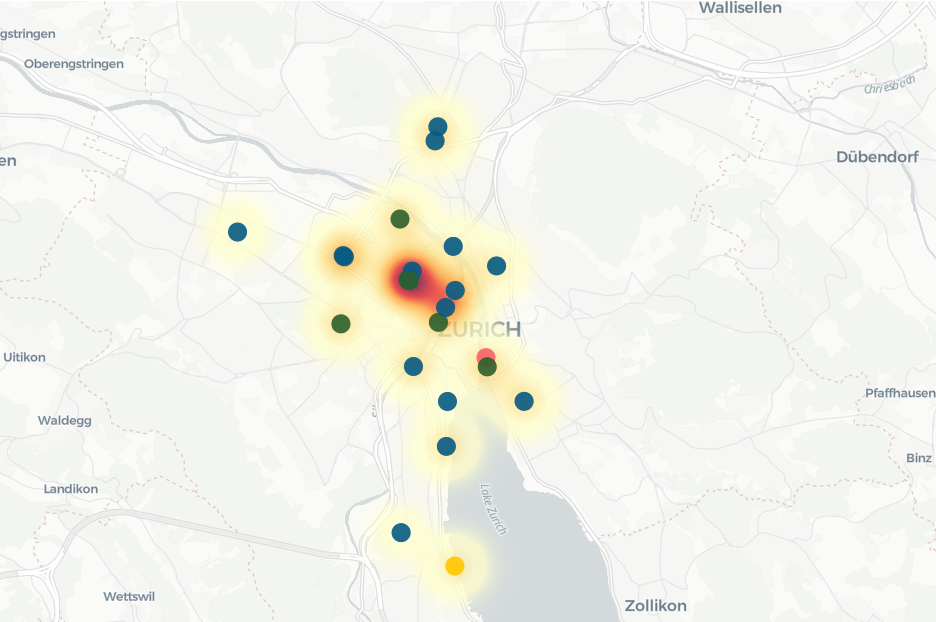 Wallisellen
gstringen
Oberengstringen
Chriesbach
en
Dübendorf
ZURICH
Uitikon
Pfaffhausen
Waldegg
Binz
Landikon
Lake Zurich
Wettswil
Zollikon